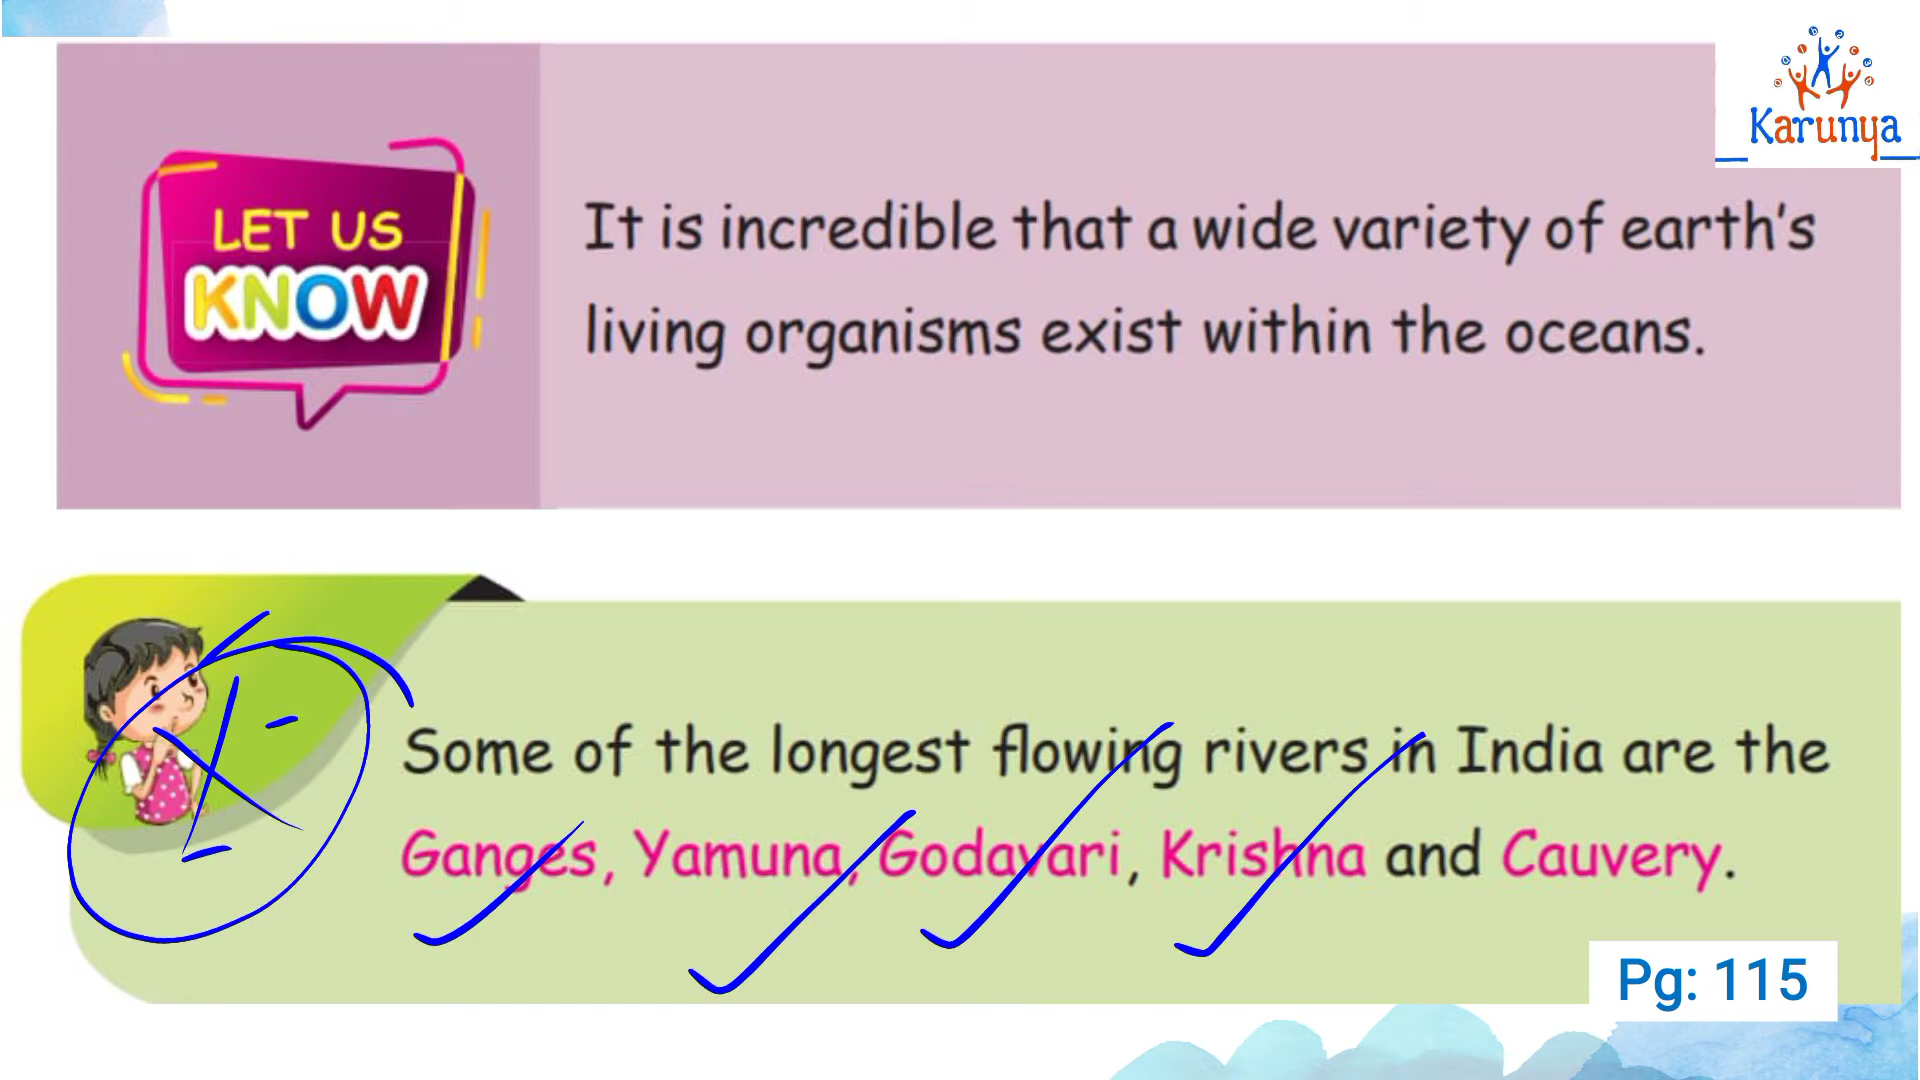 Karunya
LET US
KNOW
It is incredible that a wide variety of earth's
living organisms exist within the oceans.
Some of the longest flowing rivers in India are the
Ganges, Yamuna, Godavari, Krishna and Cauvery.
Pg: 115